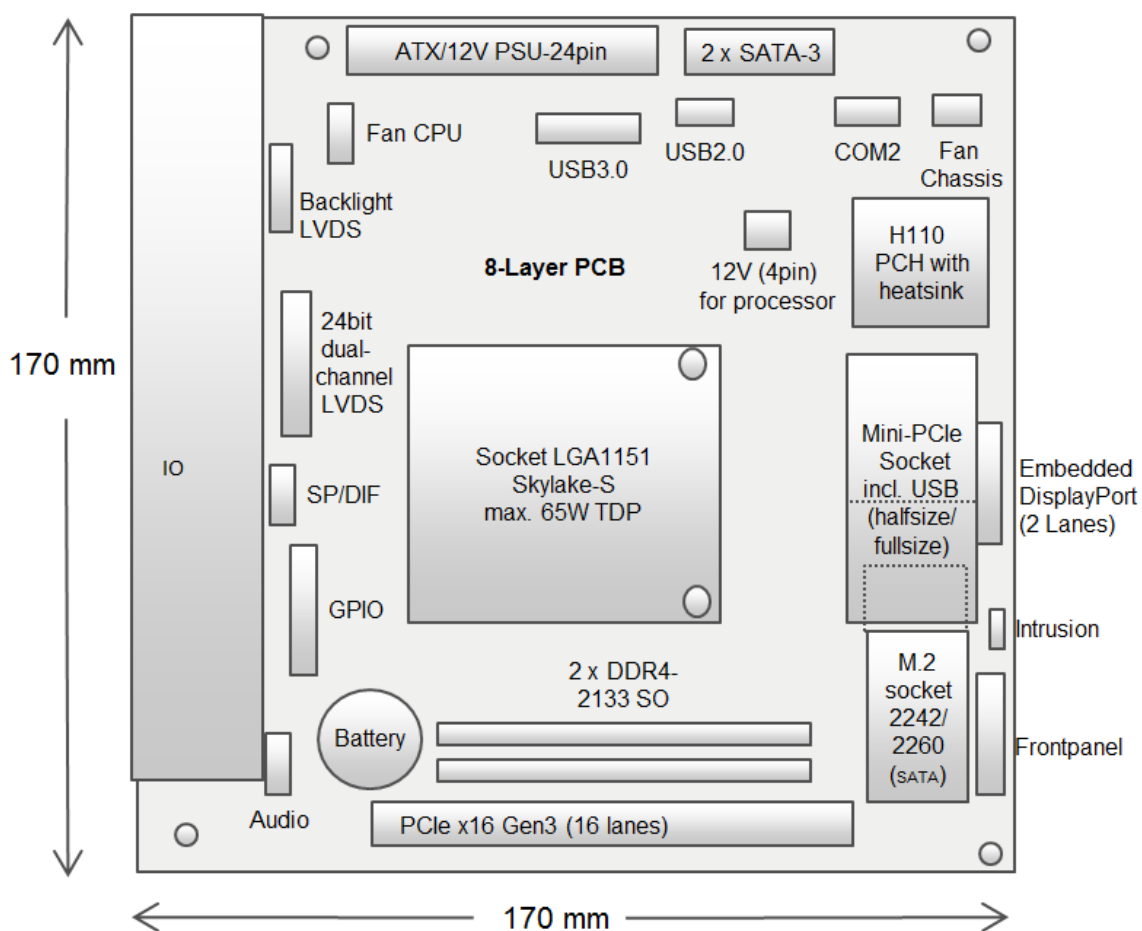 ATX/12V PSU-24pin
2 x SATA-3
Fan CPU
USB3.0
USB2.0
COM2
Fan
Chassis
Backlight
LVDS
8-Layer PCB
12V (4pin)
for processor
H110
PCH with
heatsink
170 mm
24bit
dual-
channel
LVDS
IO
Socket LGA1151
Skylake-S
max. 65W TDP
Mini-PCIe
Socket
incl. USB
(halfsize/
fullsize)
Embedded
DisplayPort
(2 Lanes)
SP/DIF
GPIO
Intrusion
2 x DDR4-
2133 SO
M.2
socket
2242/
2260
(SATA)
Battery
Frontpanel
Audio
PCIe x16 Gen3 (16 lanes)
170 mm